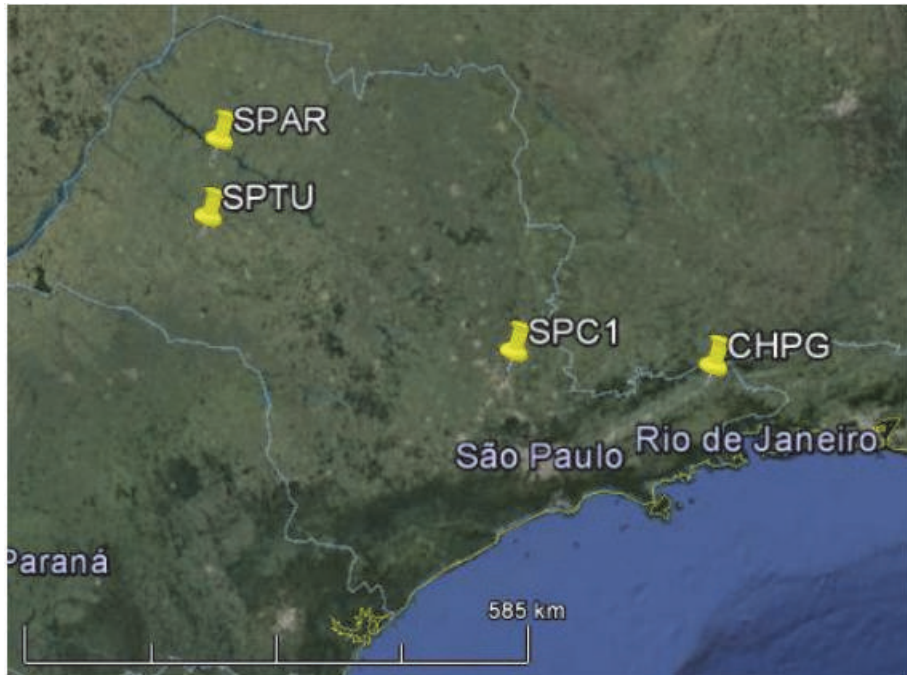 SPAR
SPTU
SPC1
CHPG
São Paulo
Rio de Janeiro
Paraná
585 km